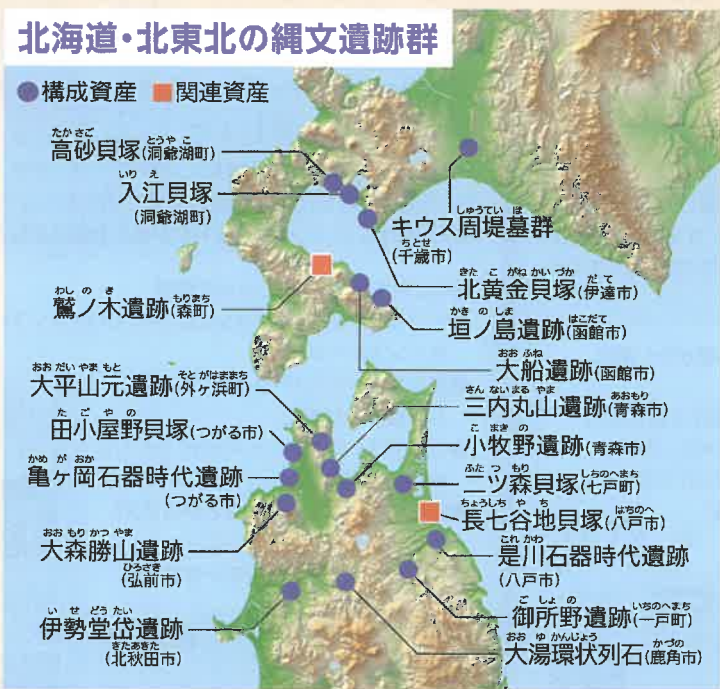 北海道・北東北の縄文遺跡群
●構成資産 ■関連資産
たかさご とうやこ
高砂貝塚(洞爺湖町)
いりえ
入江貝塚
(洞爺湖町)
しゅうていぼ
キウス周堤墓群
ちとせ
(千歳市)
きたこがねかいづか だて
北黄金貝塚(伊達市)
わしのき もりまち
鷲ノ木遺跡(森町)
かきのしま はこだて
垣ノ島遺跡(函館市)
おおふね
大船遺跡(函館市)
おおだいやまもと そとがはままち
大平山元遺跡(外ヶ浜町)
さんないまるやま あおもり
三内丸山遺跡(青森市)
たごやの
田小屋野貝塚(つがる市)
こまきの
小牧野遺跡(青森市)
かめがおか
亀ヶ岡石器時代遺跡
(つがる市)
ふたつもり しちのへまち
二ツ森貝塚(七戸町)
ちょうしちやち はちのへ
長七谷地貝塚(八戸市)
おおもりかつやま
大森勝山遺跡
ひろさき
(弘前市)
これかわ
是川石器時代遺跡
(八戸市)
いせどうたい
伊勢堂岱遺跡
きたあきた
(北秋田市)
ごしょの いちのへまち
御所野遺跡(一戸町)
おおゆかんじょう かづの
大湯環状列石(鹿角市)